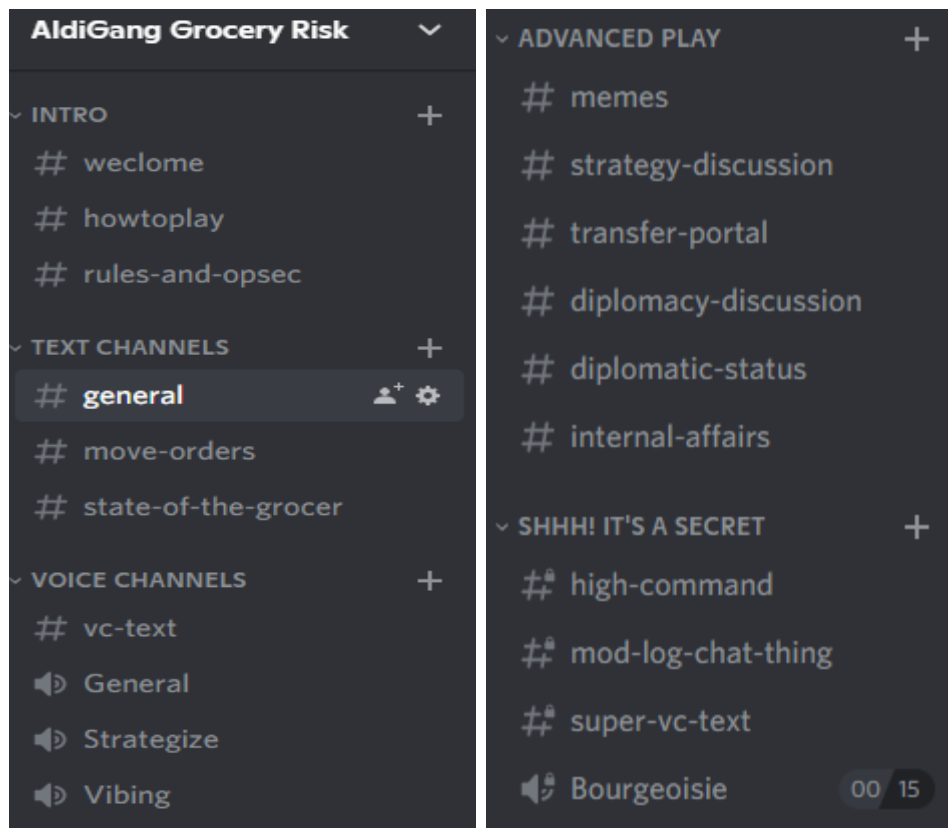 AldiGang Grocery Risk
INTRO
# weclome
# howtoplay
# rules-and-opsec
TEXT CHANNELS
# general
# move-orders
# state-of-the-grocer
VOICE CHANNELS
# vc-text
General
Strategize
Vibing
ADVANCED PLAY
# memes
# strategy-discussion
# transfer-portal
# diplomacy-discussion
# diplomatic-status
# internal-affairs
SHHH! IT'S A SECRET
# high-command
# mod-log-chat-thing
# super-vc-text
Bourgeoisie 00 15